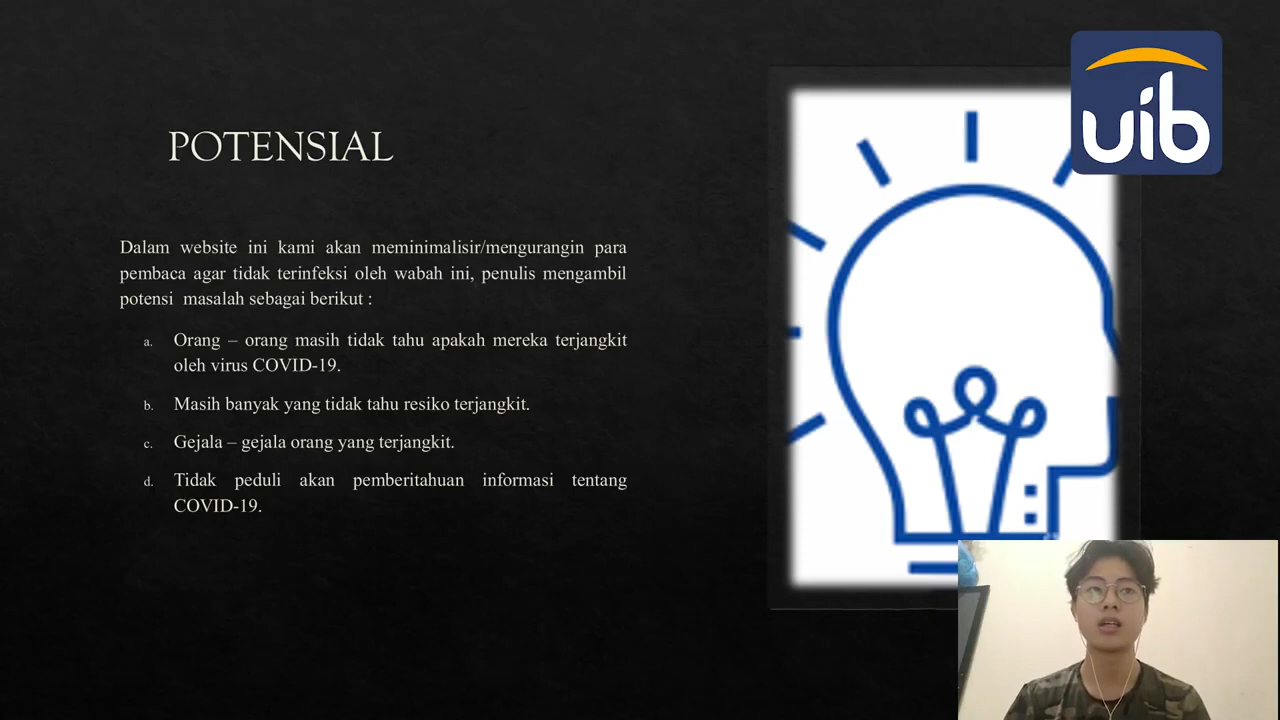 uib
POTENSIAL
Dalam website ini kami akan meminimalisir/mengurangin para
pembaca agar tidak terinfeksi oleh wabah ini, penulis mengambil
potensi masalah sebagai berikut :
a. Orang – orang masih tidak tahu apakah mereka terjangkit
oleh virus COVID-19.
b. Masih banyak yang tidak tahu resiko terjangkit.
c. Gejala – gejala orang yang terjangkit.
d. Tidak peduli akan pemberitahuan informasi tentang
COVID-19.